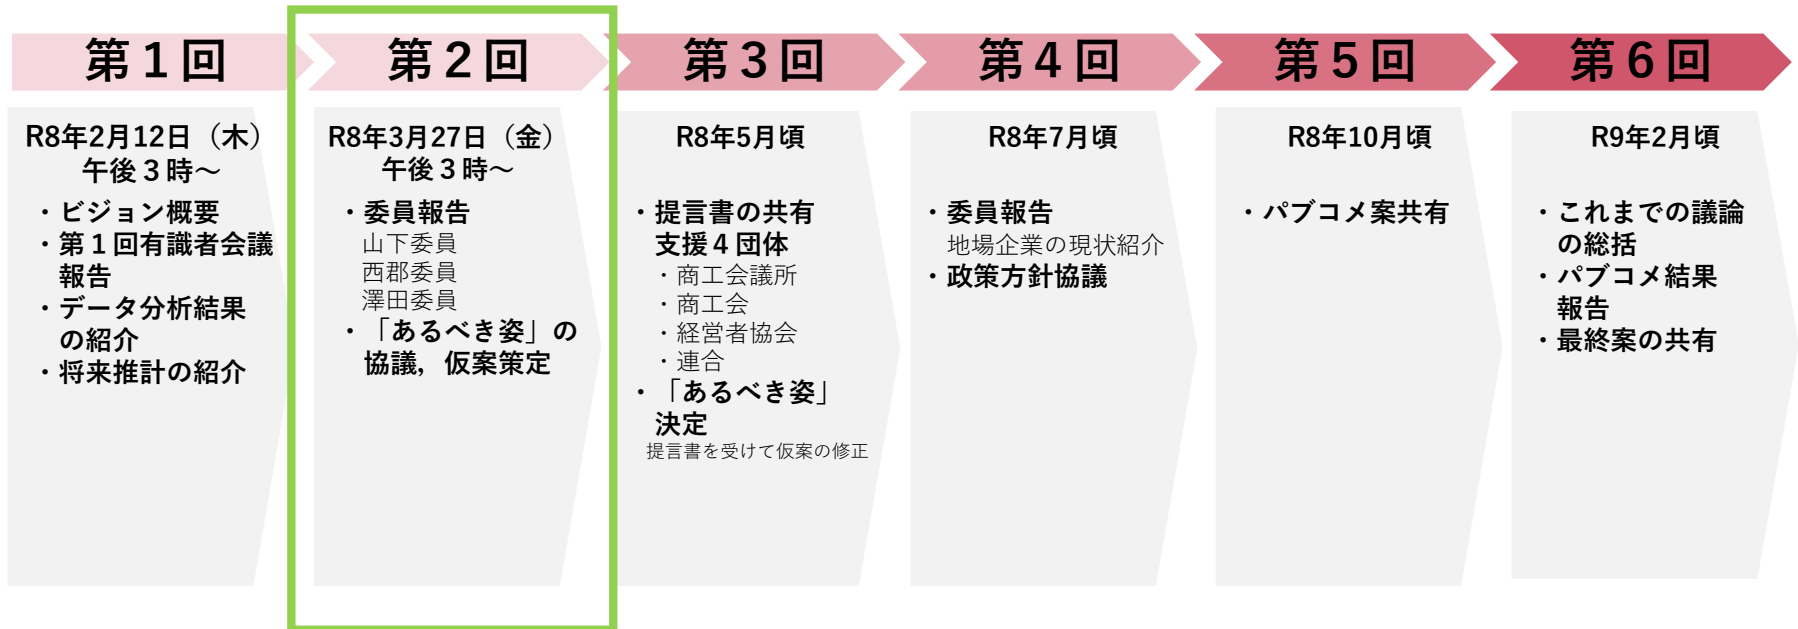 第１回
R8年2月12日（木）
午後３時～
・ビジョン概要
・第１回有識者会議
報告
・データ分析結果
の紹介
・将来推計の紹介
第２回
R8年3月27日（金）
午後３時～
・委員報告
山下委員
西郡委員
澤田委員
・「あるべき姿」の
協議，仮案策定
第３回
R8年5月頃
・提言書の共有
支援４団体
・商工会議所
・商工会
・経営者協会
・連合
・「あるべき姿」
決定
提言書を受けて仮案の修正
第４回
R8年7月頃
・委員報告
地場企業の現状紹介
・政策方針協議
第５回
R8年10月頃
・パブコメ案共有
第６回
R9年2月頃
・これまでの議論
の総括
・パブコメ結果
報告
・最終案の共有